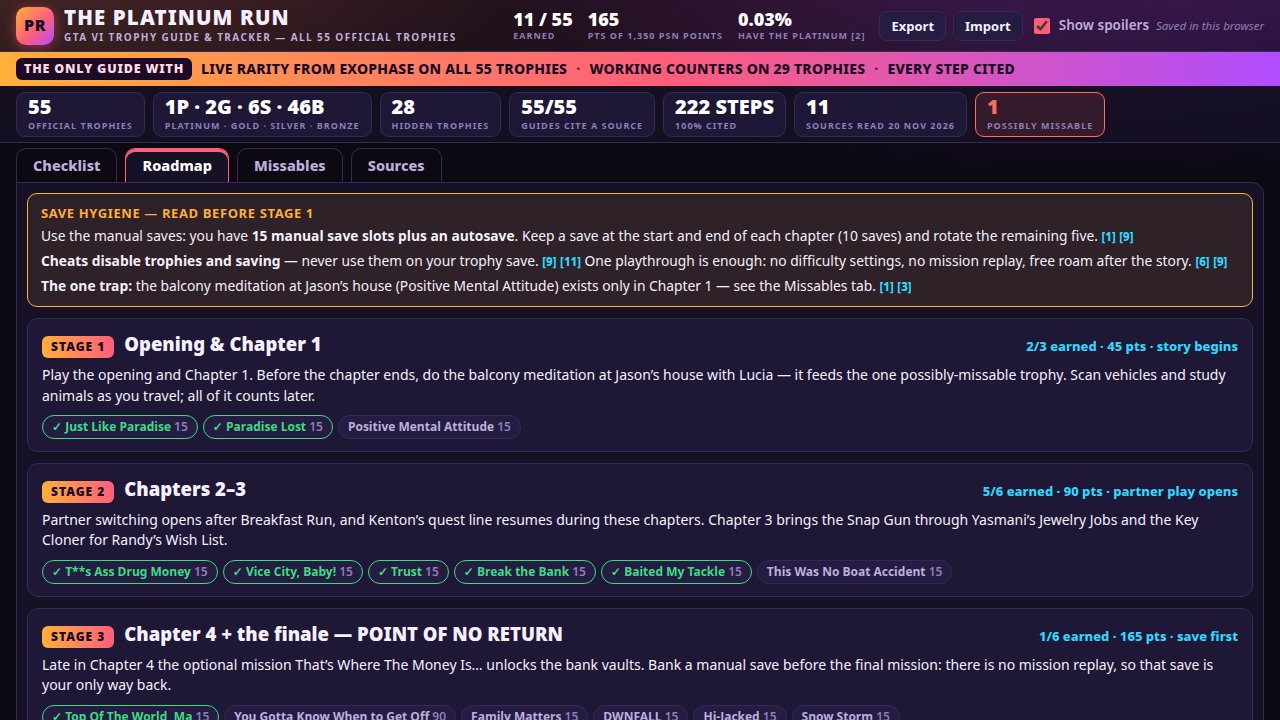 PR
THE PLATINUM RUN
GTA VI TROPHY GUIDE & TRACKER — ALL 55 OFFICIAL TROPHIES
11 / 55
EARNED
165
PTS OF 1,350 PSN POINTS
0.03%
HAVE THE PLATINUM [2]
Export
Import
Show spoilers
Saved in this browser
THE ONLY GUIDE WITH
LIVE RARITY FROM EXOPHASE ON ALL 55 TROPHIES · WORKING COUNTERS ON 29 TROPHIES · EVERY STEP CITED
55
OFFICIAL TROPHIES
1P · 2G · 6S · 46B
PLATINUM · GOLD · SILVER · BRONZE
28
HIDDEN TROPHIES
55/55
GUIDES CITE A SOURCE
222 STEPS
100% CITED
11
SOURCES READ 20 NOV 2026
1
POSSIBLY MISSABLE
Checklist
Roadmap
Missables
Sources
SAVE HYGIENE — READ BEFORE STAGE 1
Use the manual saves: you have 15 manual save slots plus an autosave. Keep a save at the start and end of each chapter (10 saves) and rotate the remaining five. [1] [9]
Cheats disable trophies and saving — never use them on your trophy save. [9] [11] One playthrough is enough: no difficulty settings, no mission replay, free roam after the story. [6] [9]
The one trap: the balcony meditation at Jason’s house (Positive Mental Attitude) exists only in Chapter 1 — see the Missables tab. [1] [3]
STAGE 1
Opening & Chapter 1
2/3 earned · 45 pts · story begins
Play the opening and Chapter 1. Before the chapter ends, do the balcony meditation at Jason’s house with Lucia — it feeds the one possibly-missable trophy. Scan vehicles and study
animals as you travel; all of it counts later.
✓ Just Like Paradise 15
✓ Paradise Lost 15
Positive Mental Attitude 15
STAGE 2
Chapters 2–3
5/6 earned · 90 pts · partner play opens
Partner switching opens after Breakfast Run, and Kenton’s quest line resumes during these chapters. Chapter 3 brings the Snap Gun through Yasmani’s Jewelry Jobs and the Key
Cloner for Randy’s Wish List.
✓ T**s Ass Drug Money 15
✓ Vice City, Baby! 15
✓ Trust 15
✓ Break the Bank 15
✓ Baited My Tackle 15
This Was No Boat Accident 15
STAGE 3
Chapter 4 + the finale — POINT OF NO RETURN
1/6 earned · 165 pts · save first
Late in Chapter 4 the optional mission That’s Where The Money Is… unlocks the bank vaults. Bank a manual save before the final mission: there is no mission replay, so that save is
your only way back.
✓ Top Of The World, Ma 15
You Gotta Know When to Get Off 90
Family Matters 15
DWNFALL 15
Hi-Jacked 15
Snow Storm 15